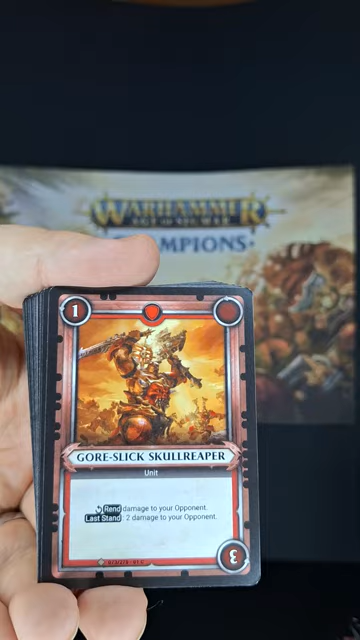 WARHAMMER
AGE OF SIGMAR
CHAMPIONS
1
GORE-SLICK SKULLREAPER
Unit
Rend damage to your Opponent.
Last Stand 2 damage to your Opponent.
3